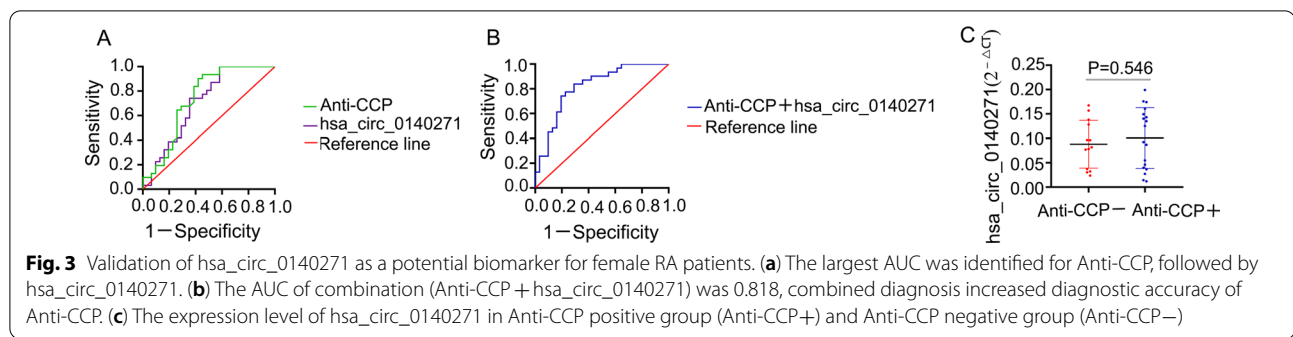 A
1.0
0.8
0.6
0.4
0.2
0.0
Sensitivity
0.0 0.2 0.4 0.6 0.8 1.0
1－Specificity
Anti-CCP
hsa_circ_0140271
Reference line
B
1.0
0.8
0.6
0.4
0.2
0.0
Sensitivity
0.0 0.2 0.4 0.6 0.8 1.0
1－Specificity
Anti-CCP＋hsa_circ_0140271
Reference line
C
hsa_circ_0140271(2^-△CT)
0.25
0.20
0.15
0.10
0.05
0.00
P=0.546
Anti-CCP－ Anti-CCP＋
Fig. 3 Validation of hsa_circ_0140271 as a potential biomarker for female RA patients. (a) The largest AUC was identified for Anti-CCP, followed by
hsa_circ_0140271. (b) The AUC of combination (Anti-CCP + hsa_circ_0140271) was 0.818, combined diagnosis increased diagnostic accuracy of
Anti-CCP. (c) The expression level of hsa_circ_0140271 in Anti-CCP positive group (Anti-CCP+) and Anti-CCP negative group (Anti-CCP−)